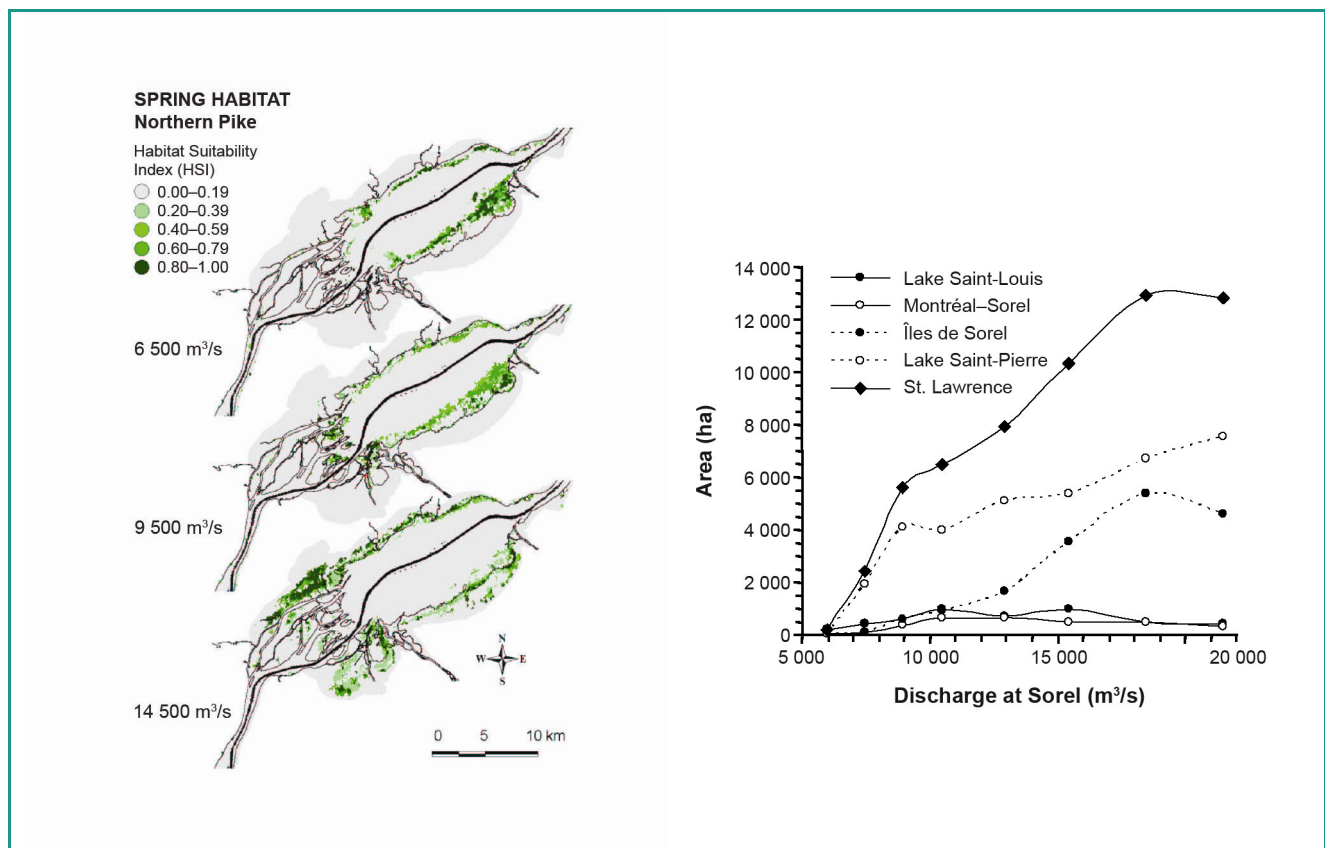 SPRING HABITAT
Northern Pike
Habitat Suitability
Index (HSI)
0.00–0.19
0.20–0.39
0.40–0.59
0.60–0.79
0.80–1.00
6 500 m³/s
9 500 m³/s
14 500 m³/s
N
W E
S
0 5 10 km
14 000
12 000
10 000
8 000
6 000
4 000
2 000
0
Area (ha)
Lake Saint-Louis
Montréal–Sorel
Îles de Sorel
Lake Saint-Pierre
St. Lawrence
5 000 10 000 15 000 20 000
Discharge at Sorel (m³/s)